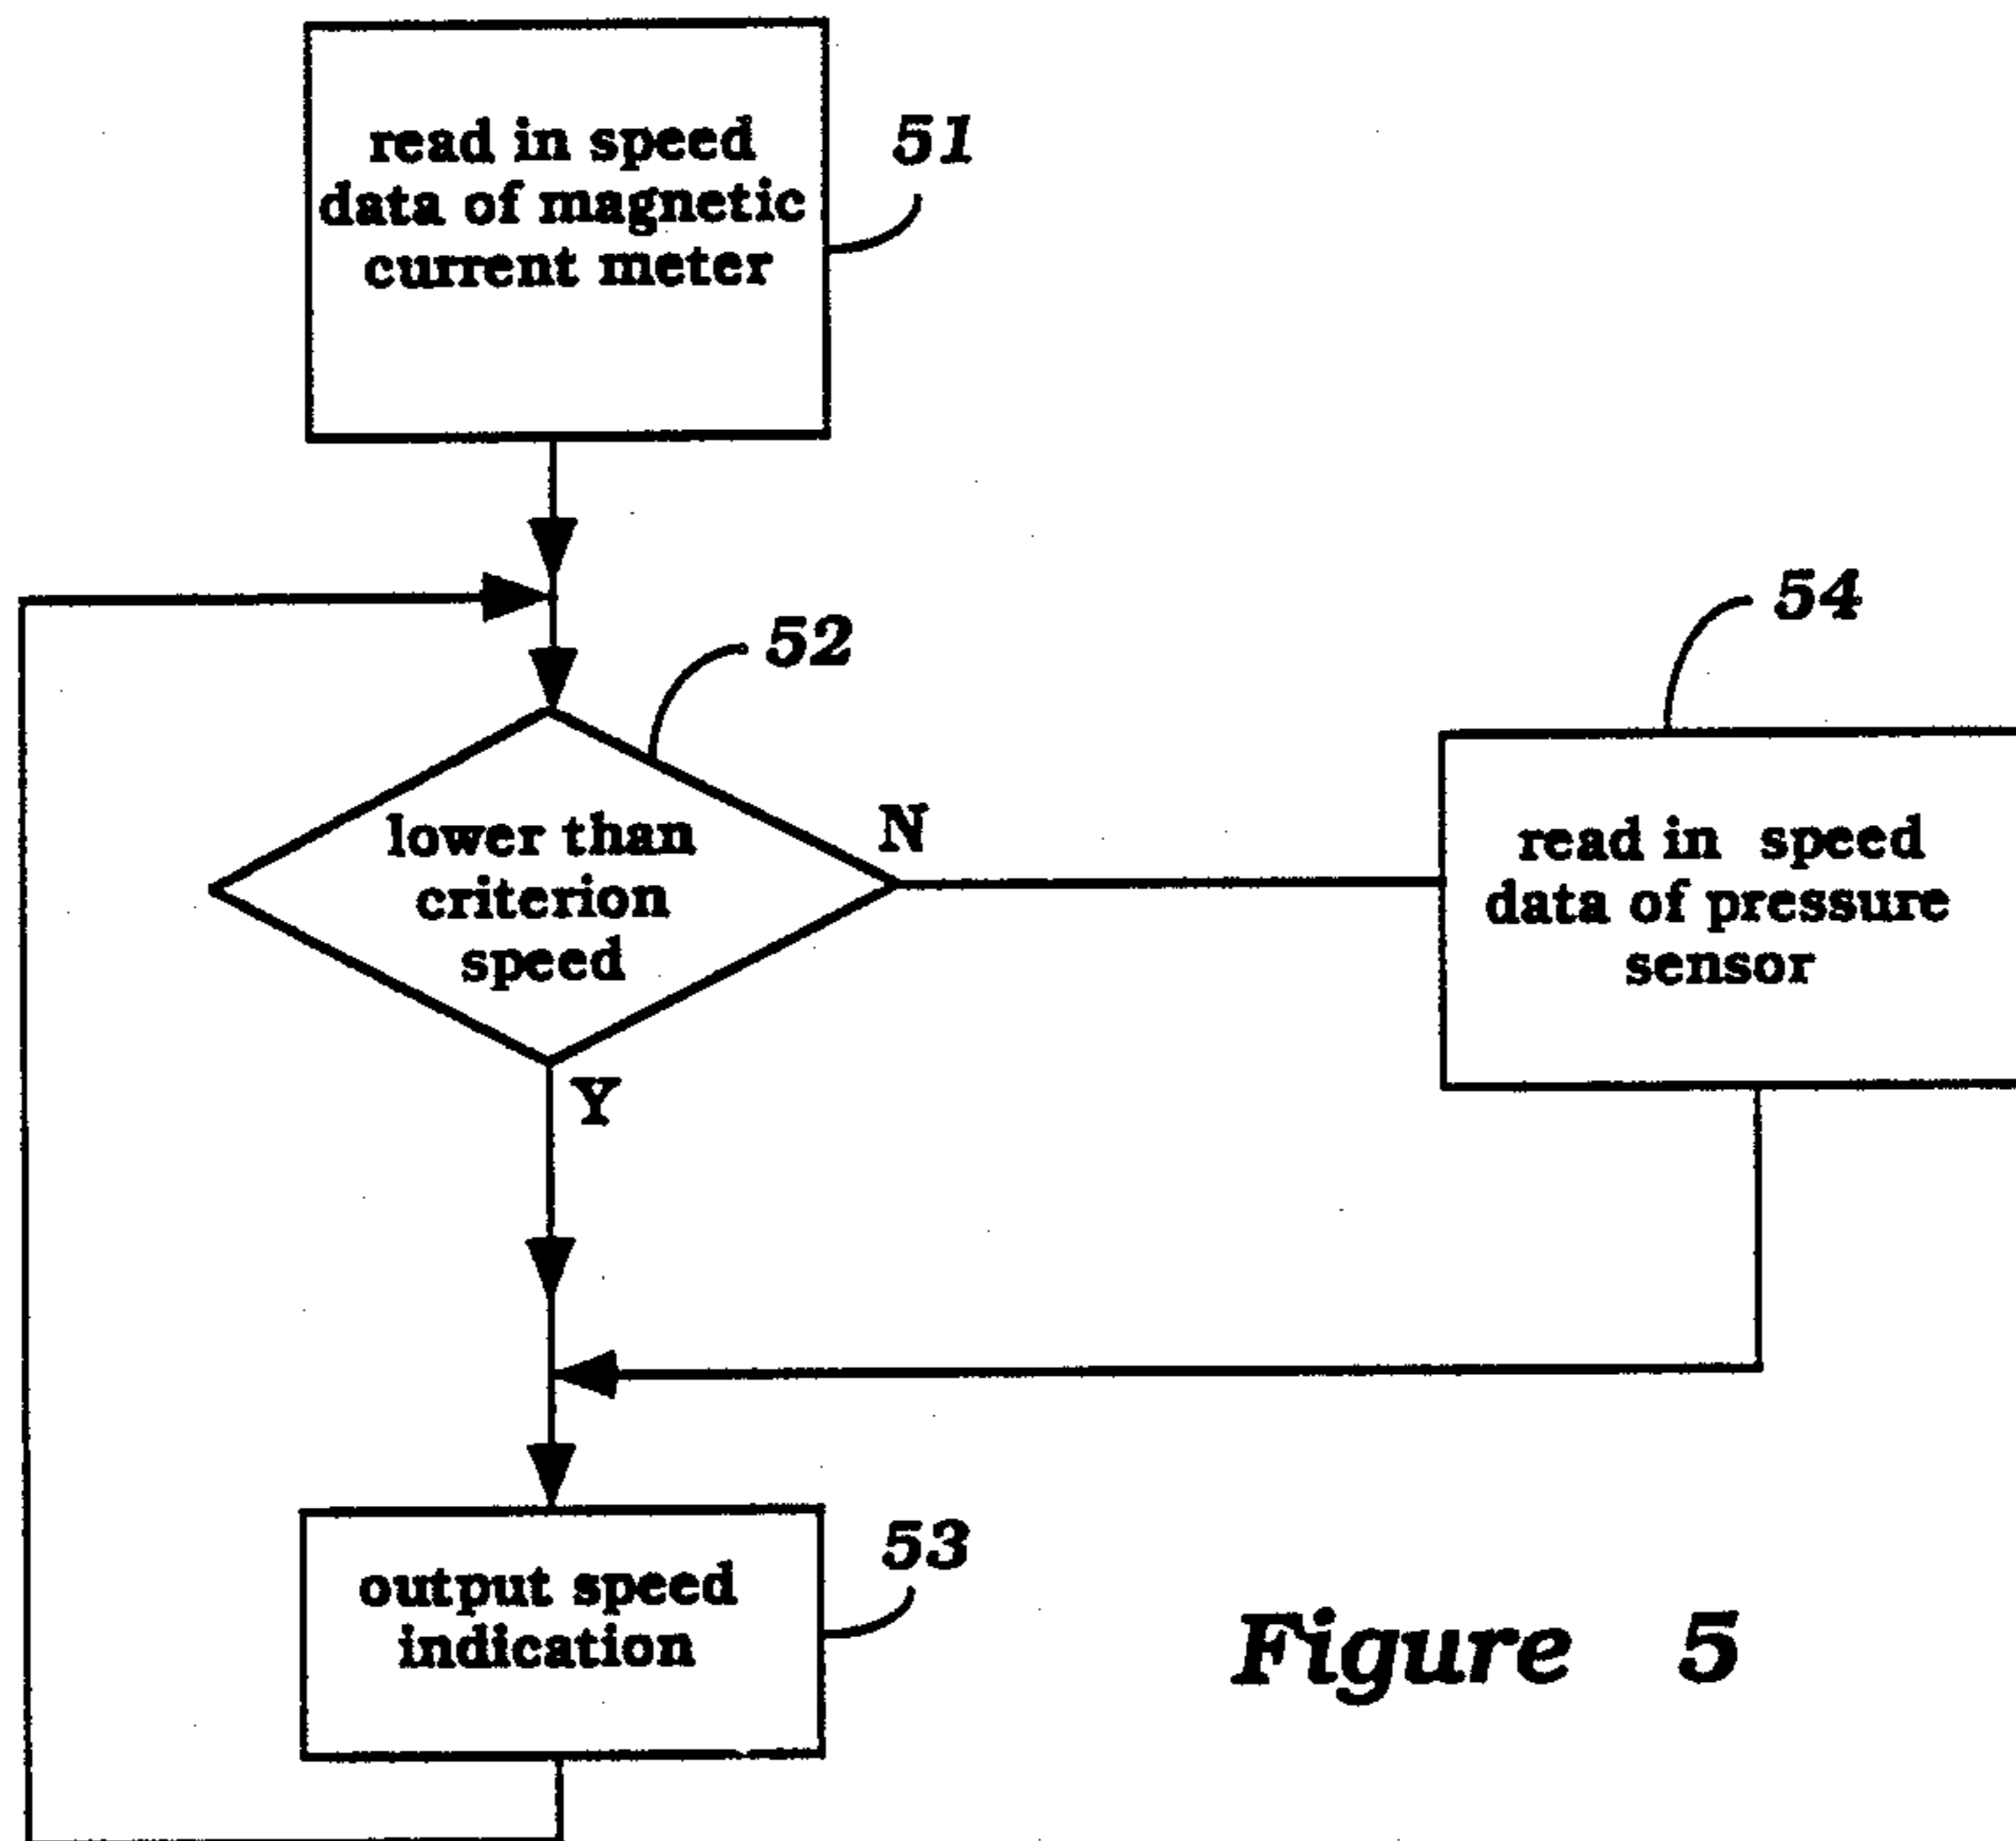 read in speed
data of magnetic
current meter
51
52
54
lower than
criterion
speed
N
read in speed
data of pressure
sensor
Y
output speed
indication
53
Figure 5